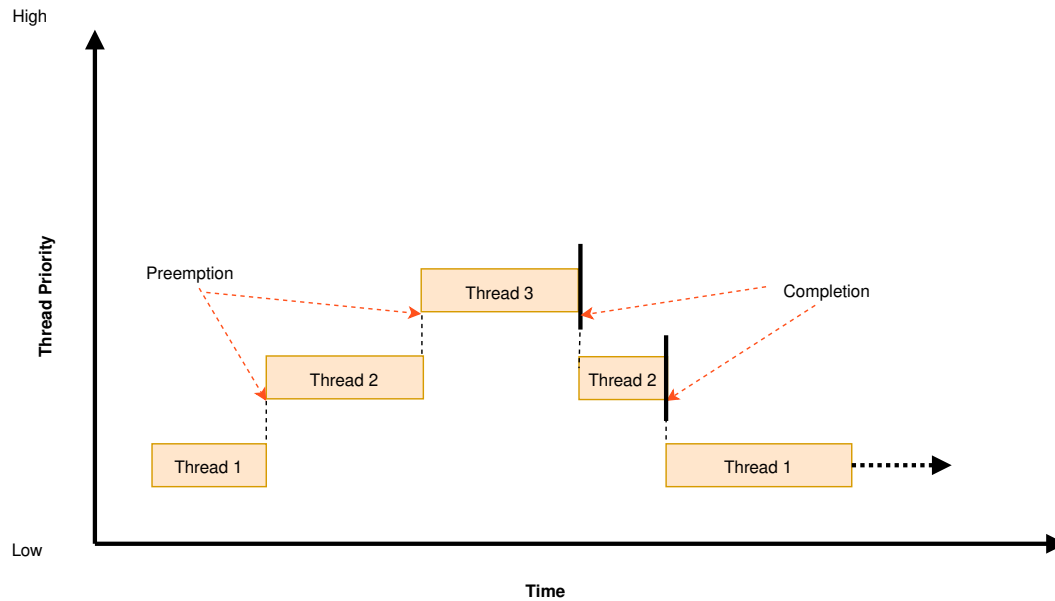 High
Thread Priority
Preemption
Thread 3
Completion
Thread 2
Thread 2
Thread 1
Thread 1
Low
Time